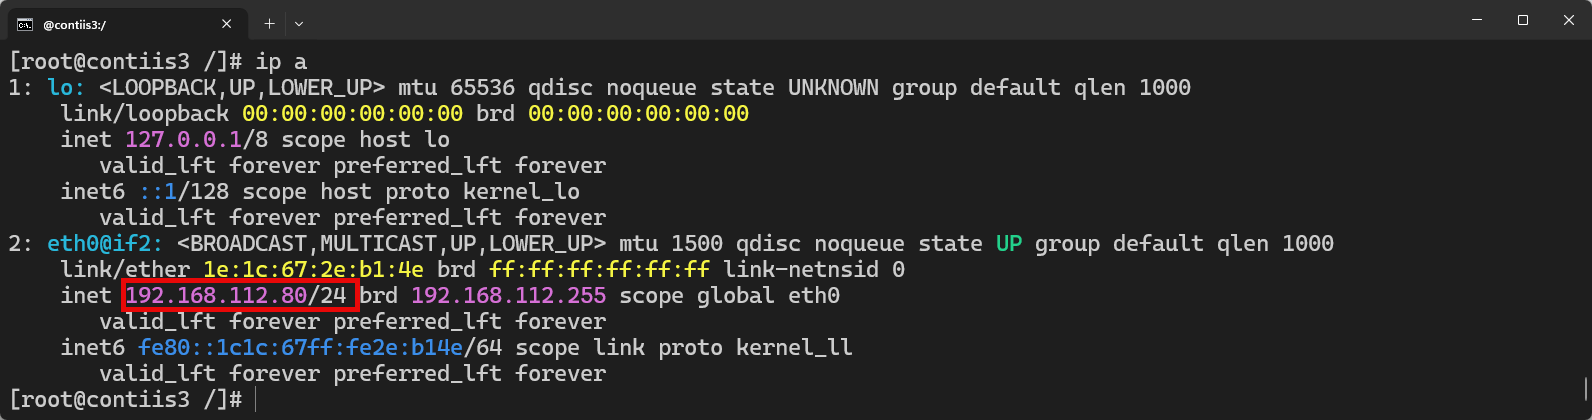 @contiis3:/
[root@contiis3 /]# ip a
1: lo: <LOOPBACK,UP,LOWER_UP> mtu 65536 qdisc noqueue state UNKNOWN group default qlen 1000
    link/loopback 00:00:00:00:00:00 brd 00:00:00:00:00:00
    inet 127.0.0.1/8 scope host lo
       valid_lft forever preferred_lft forever
    inet6 ::1/128 scope host proto kernel_lo
       valid_lft forever preferred_lft forever
2: eth0@if2: <BROADCAST,MULTICAST,UP,LOWER_UP> mtu 1500 qdisc noqueue state UP group default qlen 1000
    link/ether 1e:1c:67:2e:b1:4e brd ff:ff:ff:ff:ff:ff link-netnsid 0
    inet 192.168.112.80/24 brd 192.168.112.255 scope global eth0
       valid_lft forever preferred_lft forever
    inet6 fe80::1c1c:67ff:fe2e:b14e/64 scope link proto kernel_ll
       valid_lft forever preferred_lft forever
[root@contiis3 /]#